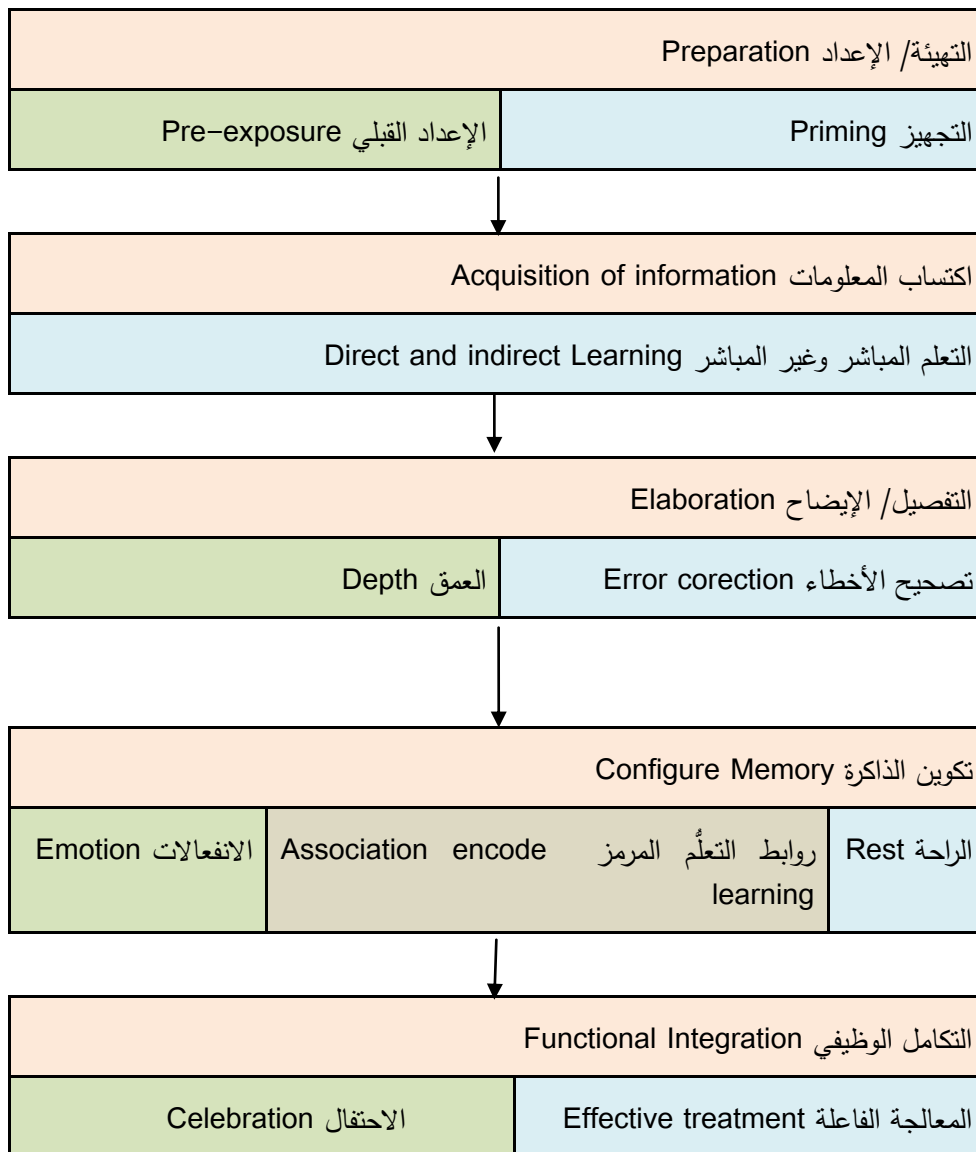 التهيئة/ الإعداد Preparation
التجهيز Priming
الإعداد القبلي Pre-exposure
اكتساب المعلومات Acquisition of information
التعلم المباشر وغير المباشر Direct and indirect Learning
التفصيل/ الإيضاح Elaboration
تصحيح الأخطاء Error corection
العمق Depth
تكوين الذاكرة Configure Memory
الراحة Rest
روابط التعلُّم المرمز Association encode
learning
الانفعالات Emotion
التكامل الوظيفي Functional Integration
المعالجة الفاعلة Effective treatment
الاحتفال Celebration